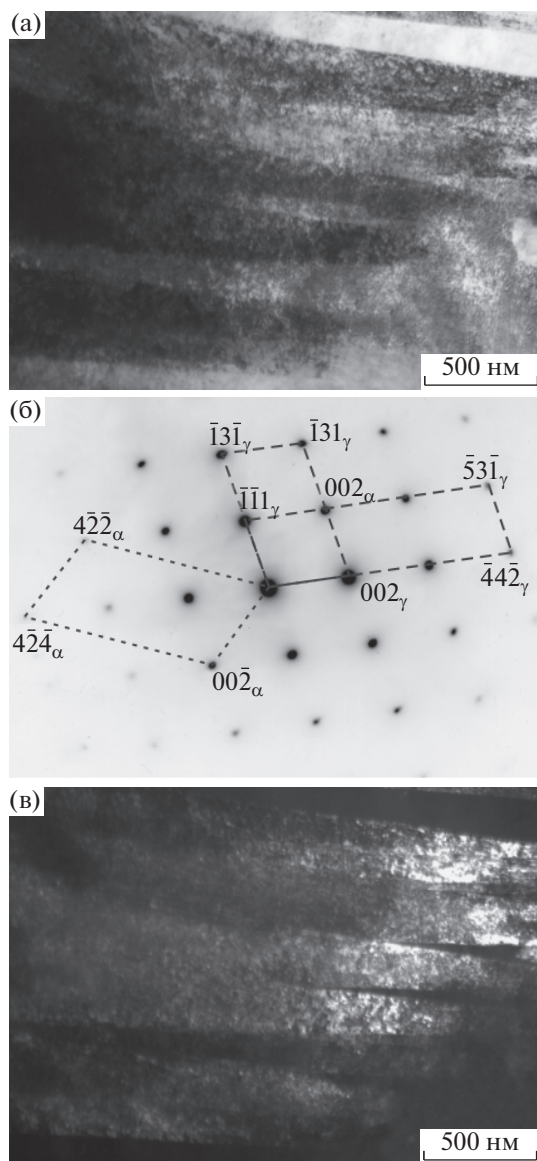 (а)
500 нм
(б)
1̅31̅γ
1̅31γ
5̅31̅γ
1̅1̅1γ
002α
42̅2̅α
002γ
4̅42̅γ
42̅4̅α
002̅α
(в)
500 нм